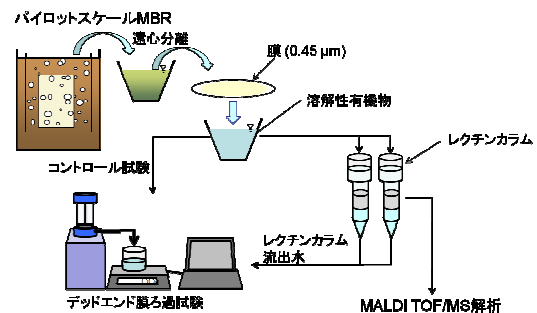 パイロットスケールMBR
遠心分離
膜 (0.45 μm)
溶解性有機物
レクチンカラム
コントロール試験
レクチンカラム
流出水
デッドエンド膜ろ過試験
MALDI TOF/MS解析